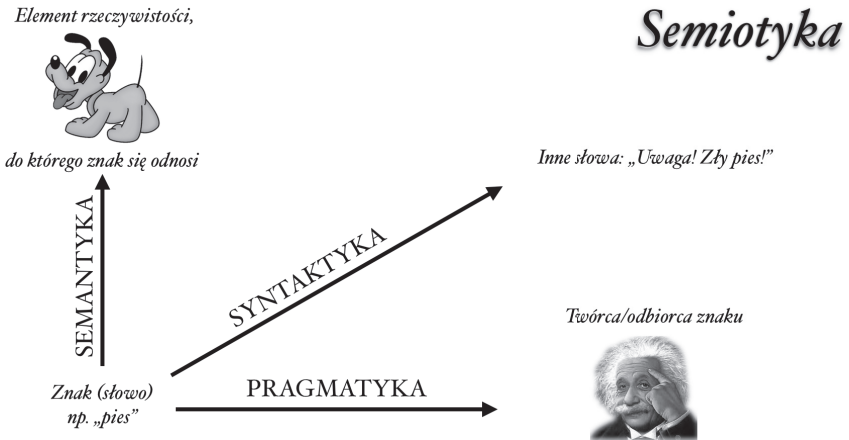 Element rzeczywistości,
Semiotyka
do którego znak się odnosi
Inne słowa: „Uwaga! Zły pies!”
SEMANTYKA
SYNTAKTYKA
Twórca/odbiorca znaku
Znak (słowo)
np. „pies”
PRAGMATYKA